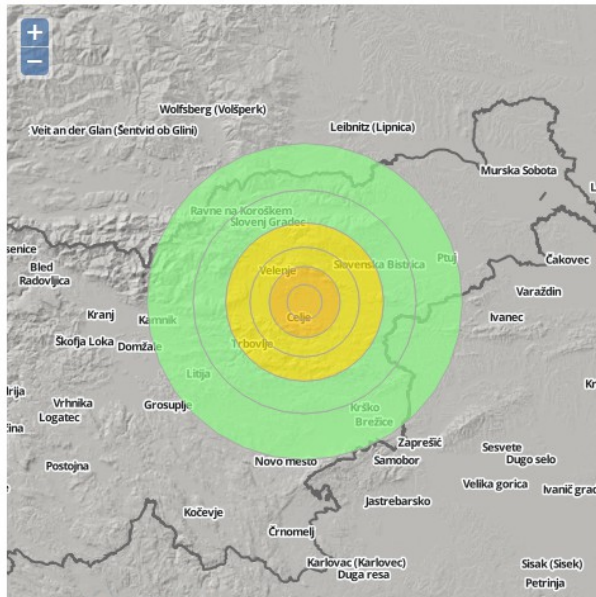 +
−
Wolfsberg (Volšperk)
Veit an der Glan (Šentvid ob Glini)
Leibnitz (Lipnica)
Murska Sobota
Ravne na Koroškem
Slovenj Gradec
senice
Bled
Radovljica
Velenje
Slovenska Bistrica
Ptuj
Čakovec
Varaždin
Kranj
Kamnik
Celje
Ivanec
Škofja Loka
Domžale
Trbovlje
Litija
drija
Vrhnika
Logatec
Grosuplje
Krško
Brežice
Zaprešić
Sesvete
Dugo selo
Postojna
Novo mesto
Samobor
Velika gorica
Ivanič grad
Jastrebarsko
Kočevje
Črnomelj
Karlovac (Karlovec)
Duga resa
Sisak (Sisek)
Petrinja